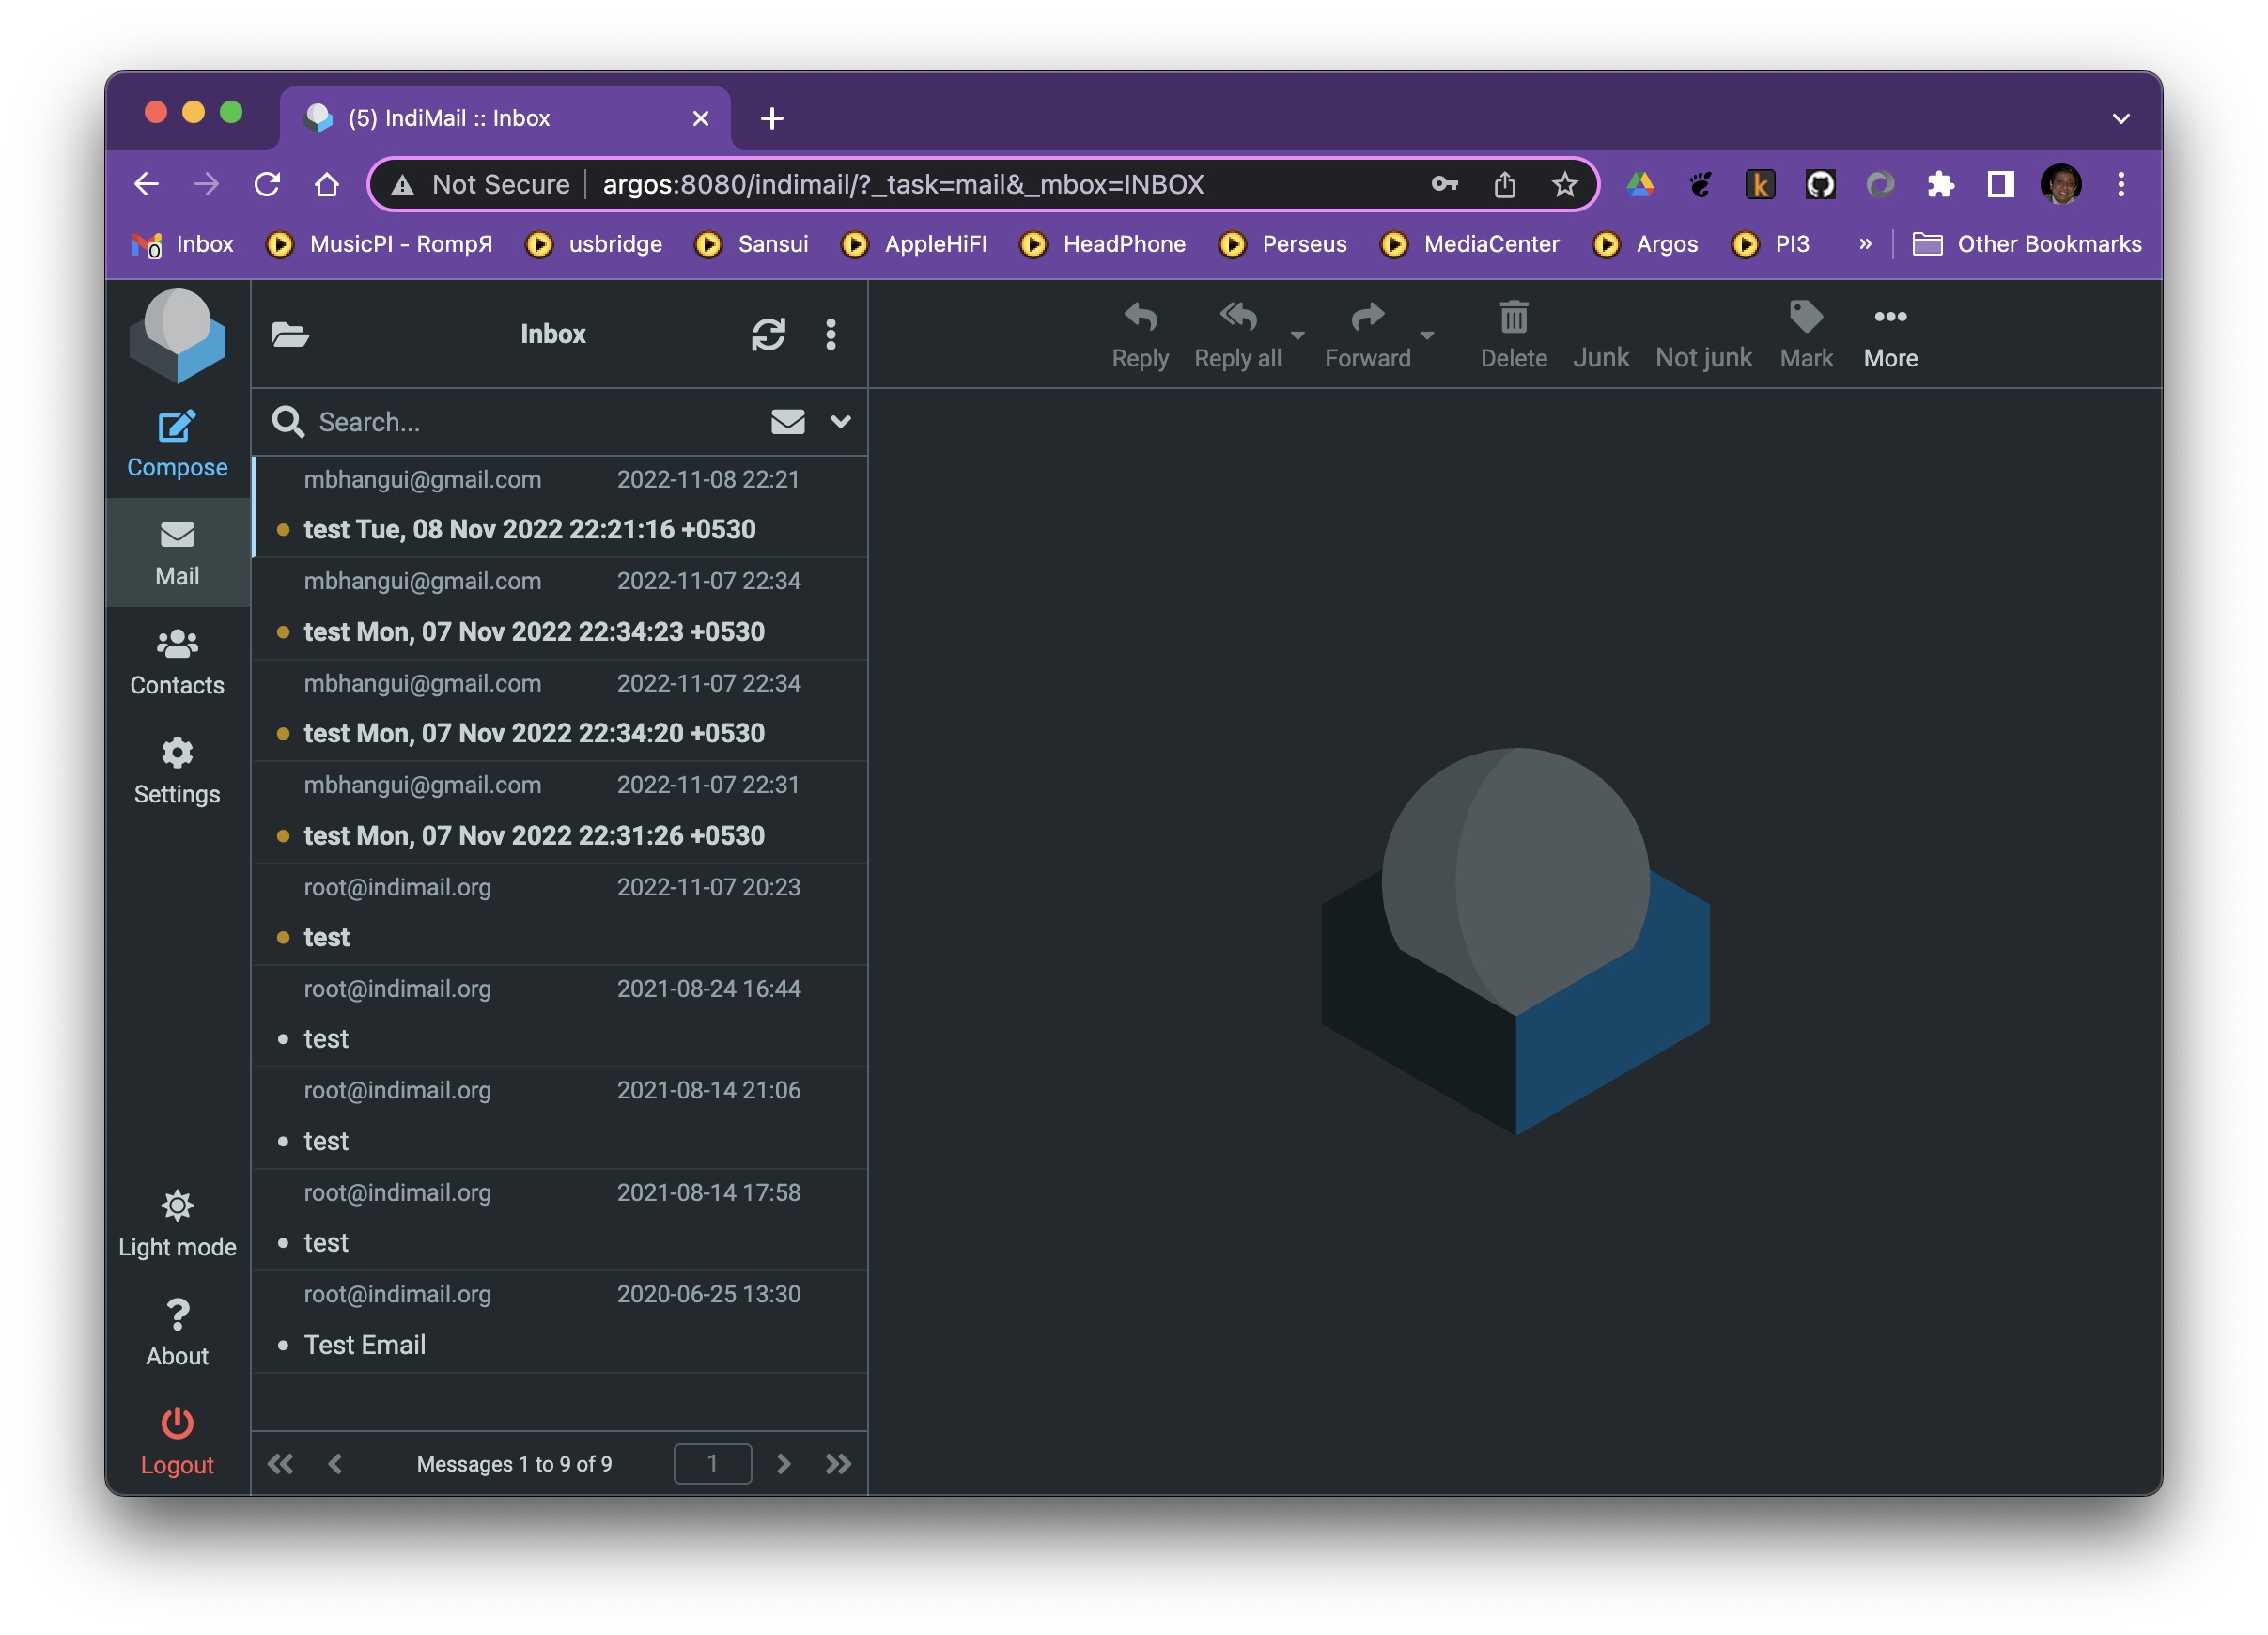 (5) IndiMail :: Inbox
Not Secure argos:8080/indimail/?_task=mail&_mbox=INBOX
0 Inbox MusicPI - RompЯ usbridge Sansui AppleHiFI HeadPhone Perseus MediaCenter Argos PI3 » Other Bookmarks
k
Compose
Mail
Contacts
Settings
Light mode
About
Logout
Inbox
Search...
mbhangui@gmail.com 2022-11-08 22:21
test Tue, 08 Nov 2022 22:21:16 +0530
mbhangui@gmail.com 2022-11-07 22:34
test Mon, 07 Nov 2022 22:34:23 +0530
mbhangui@gmail.com 2022-11-07 22:34
test Mon, 07 Nov 2022 22:34:20 +0530
mbhangui@gmail.com 2022-11-07 22:31
test Mon, 07 Nov 2022 22:31:26 +0530
root@indimail.org 2022-11-07 20:23
test
root@indimail.org 2021-08-24 16:44
test
root@indimail.org 2021-08-14 21:06
test
root@indimail.org 2021-08-14 17:58
test
root@indimail.org 2020-06-25 13:30
Test Email
Messages 1 to 9 of 9 1
Reply Reply all Forward Delete Junk Not junk Mark More